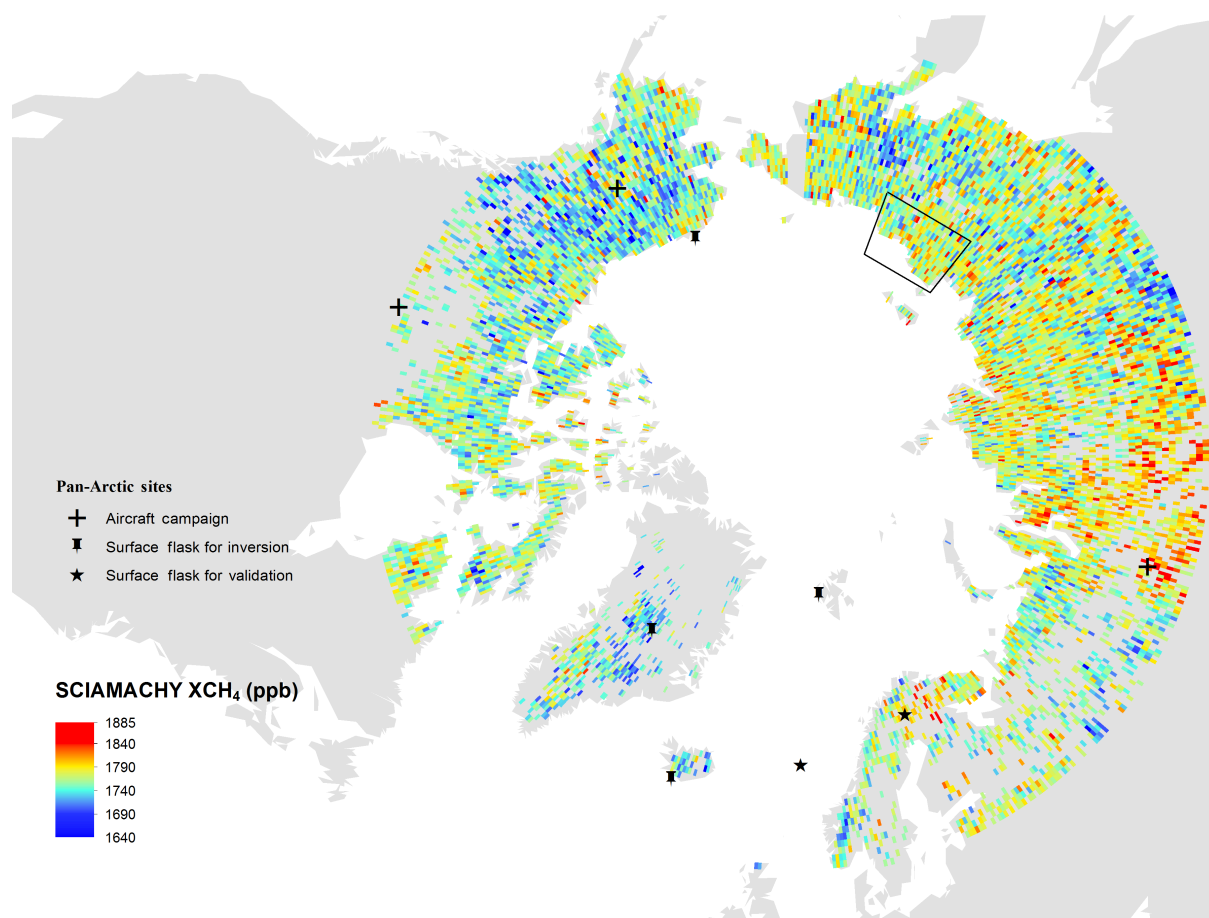 Pan-Arctic sites
Aircraft campaign
Surface flask for inversion
Surface flask for validation
SCIAMACHY XCH₄ (ppb)
1885
1840
1790
1740
1690
1640